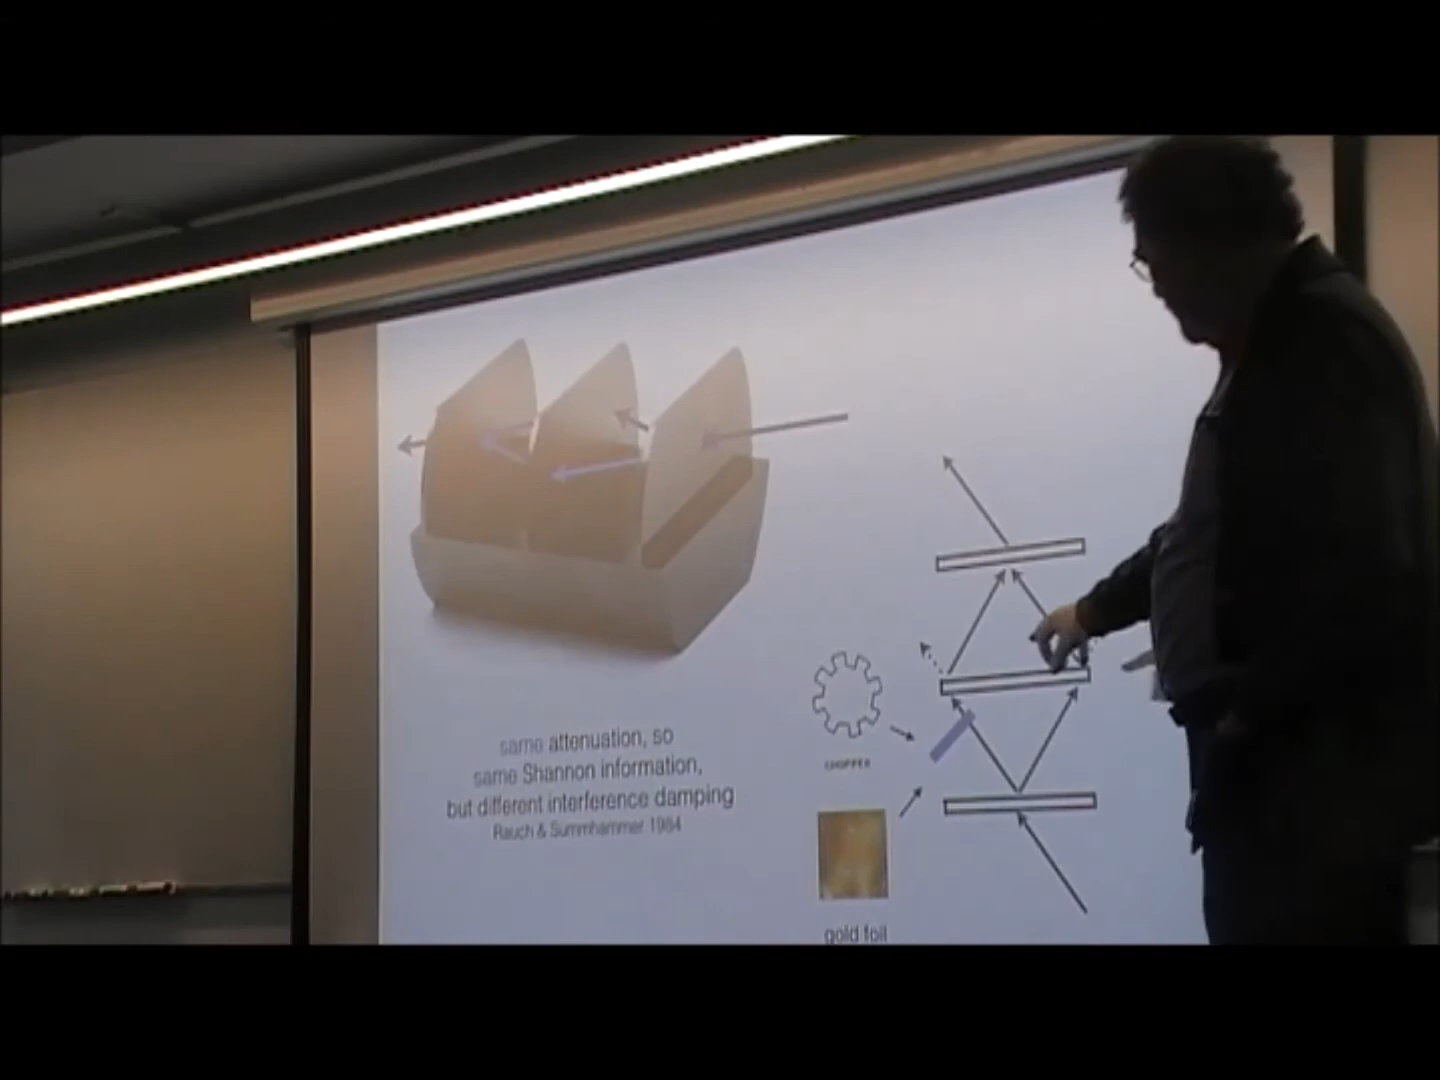 same attenuation, so
same Shannon information,
but different interference damping
Rauch & Summhammer 1984
CHOPPER
gold foil